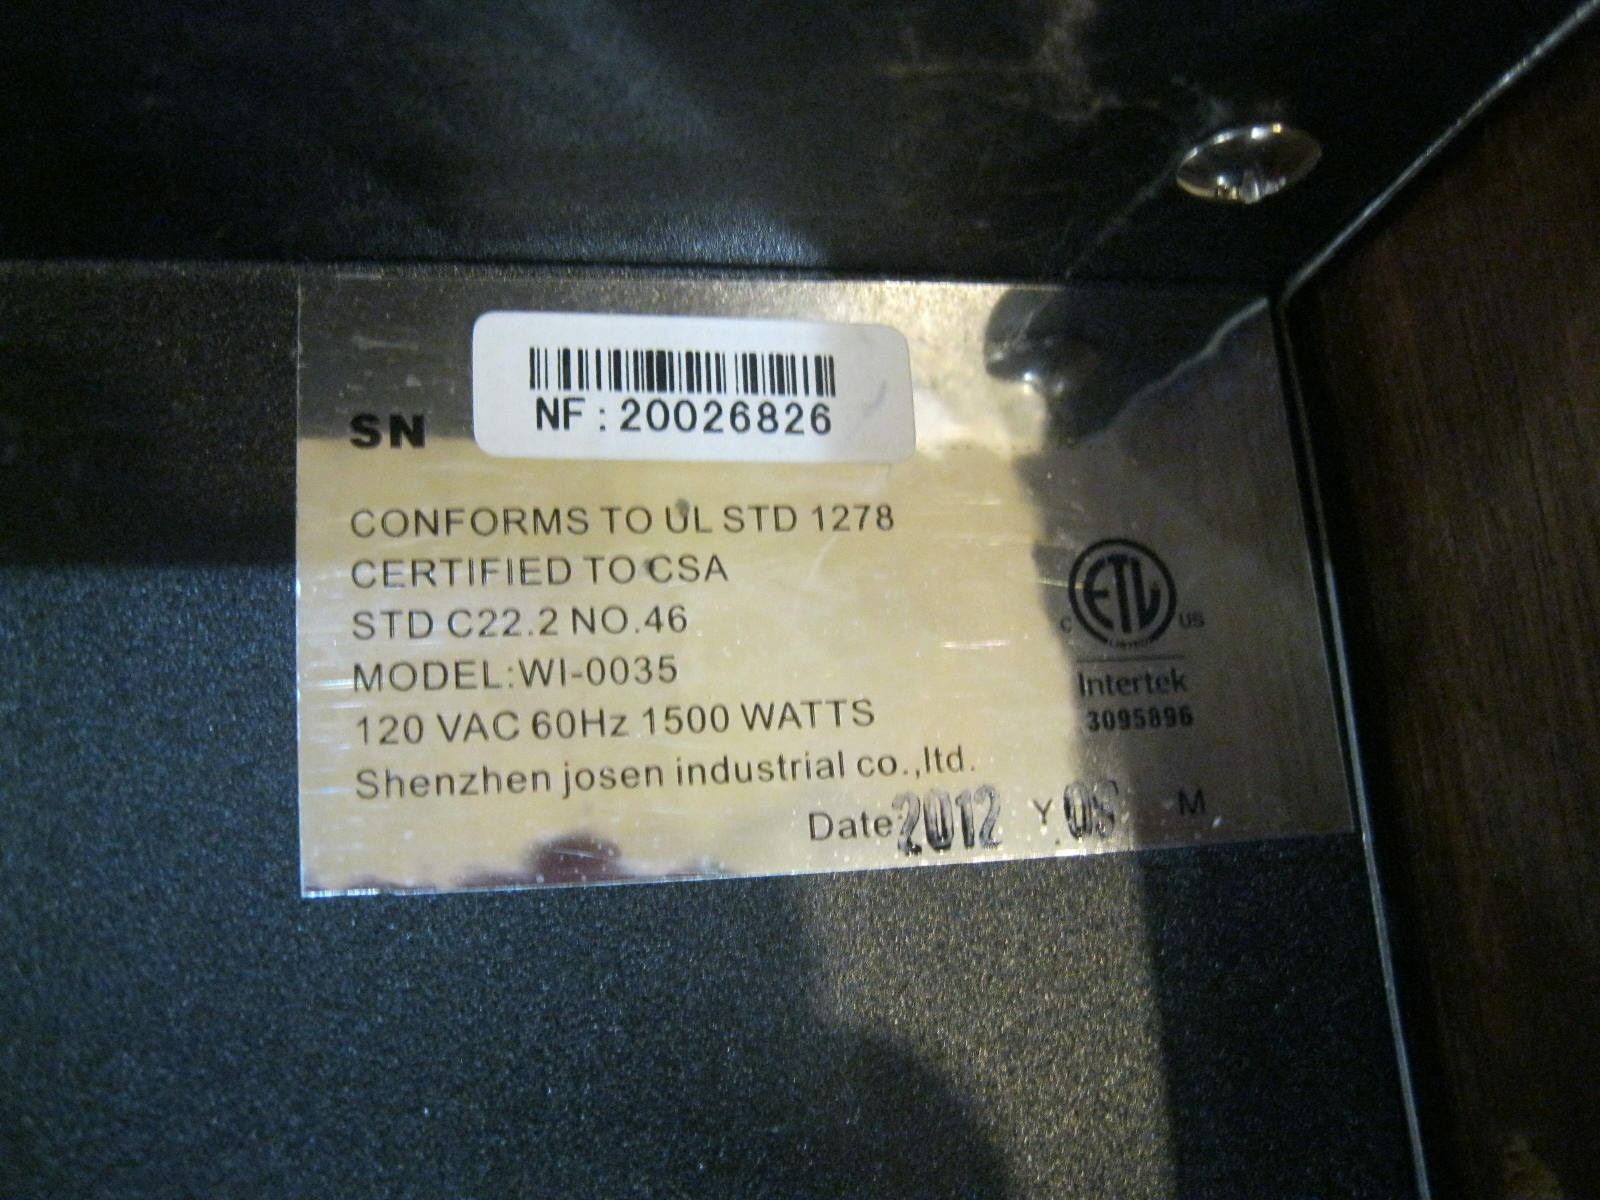 SN
NF : 20026826
CONFORMS TO UL STD 1278
CERTIFIED TO CSA
STD C22.2 NO.46
MODEL:WI-0035
120 VAC 60Hz 1500 WATTS
Shenzhen josen industrial co.,ltd.
Date: 2012 Y M
C ETL US
Intertek
3095896